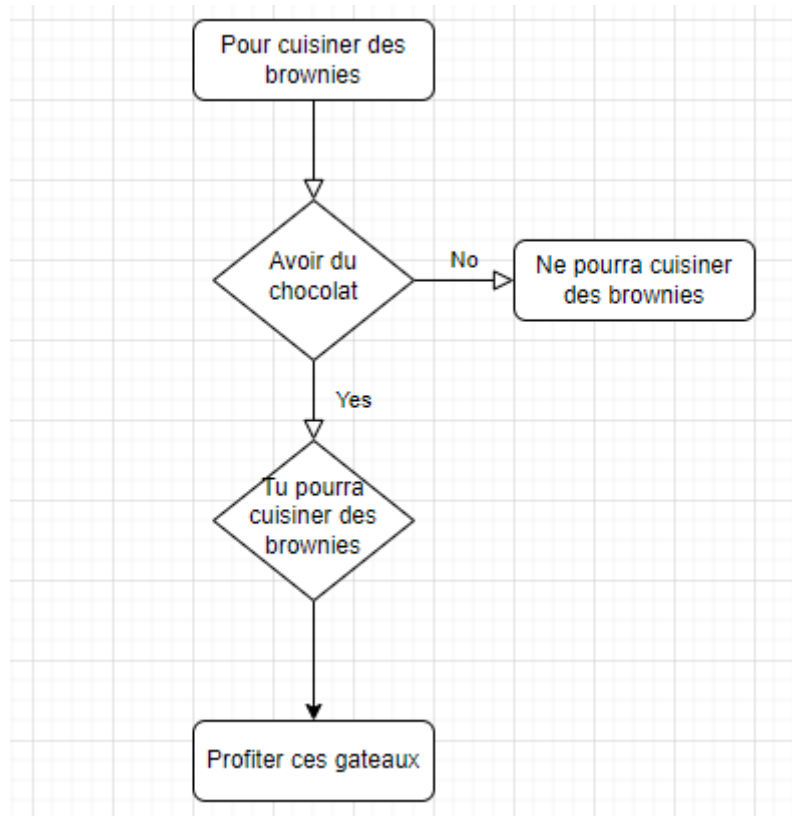 Pour cuisiner des
brownies
Avoir du
chocolat
No
Ne pourra cuisiner
des brownies
Yes
Tu pourra
cuisiner des
brownies
Profiter ces gateaux